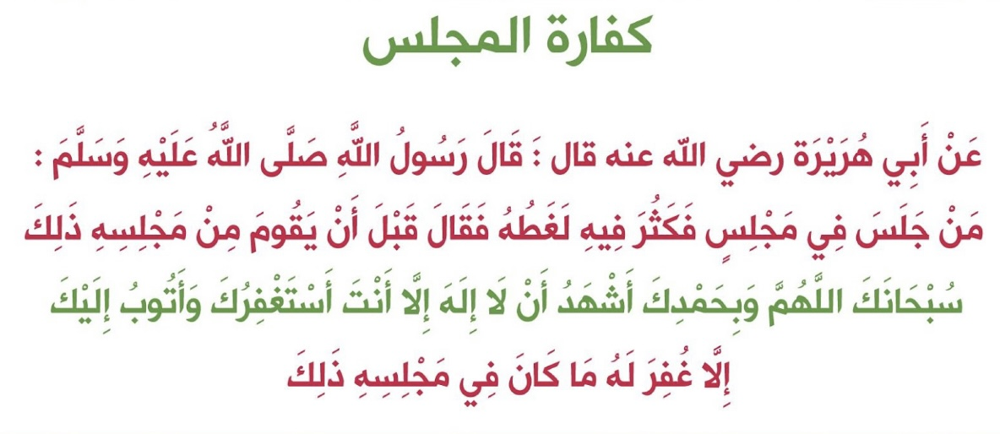 كفارة المجلس
عَنْ أَبِي هُرَيْرَة رضي الله عنه قال : قَالَ رَسُولُ اللَّهِ صَلَّى اللَّهُ عَلَيْهِ وَسَلَّمَ :
مَنْ جَلَسَ فِي مَجْلِسٍ فَكَثُرَ فِيهِ لَغَطُهُ فَقَالَ قَبْلَ أَنْ يَقُومَ مِنْ مَجْلِسِهِ ذَلِكَ
سُبْحَانَكَ اللَّهُمَّ وَبِحَمْدِكَ أَشْهَدُ أَنْ لَا إِلَهَ إِلَّا أَنْتَ أَسْتَغْفِرُكَ وَأَتُوبُ إِلَيْكَ
إِلَّا غُفِرَ لَهُ مَا كَانَ فِي مَجْلِسِهِ ذَلِكَ